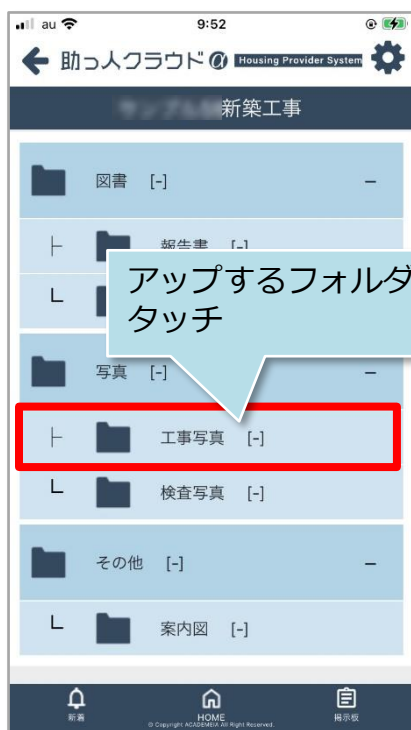 au 9:52
助っ人クラウドα Housing Provider System
新築工事
図書 [-] −
├ 報告書 [-]
└
アップするフォルダ
タッチ
写真 [-] −
├ 工事写真 [-]
└ 検査写真 [-]
その他 [-] −
└ 案内図 [-]
新着 HOME 掲示板
© Copyright ACADEMEIA All Right Reserved.